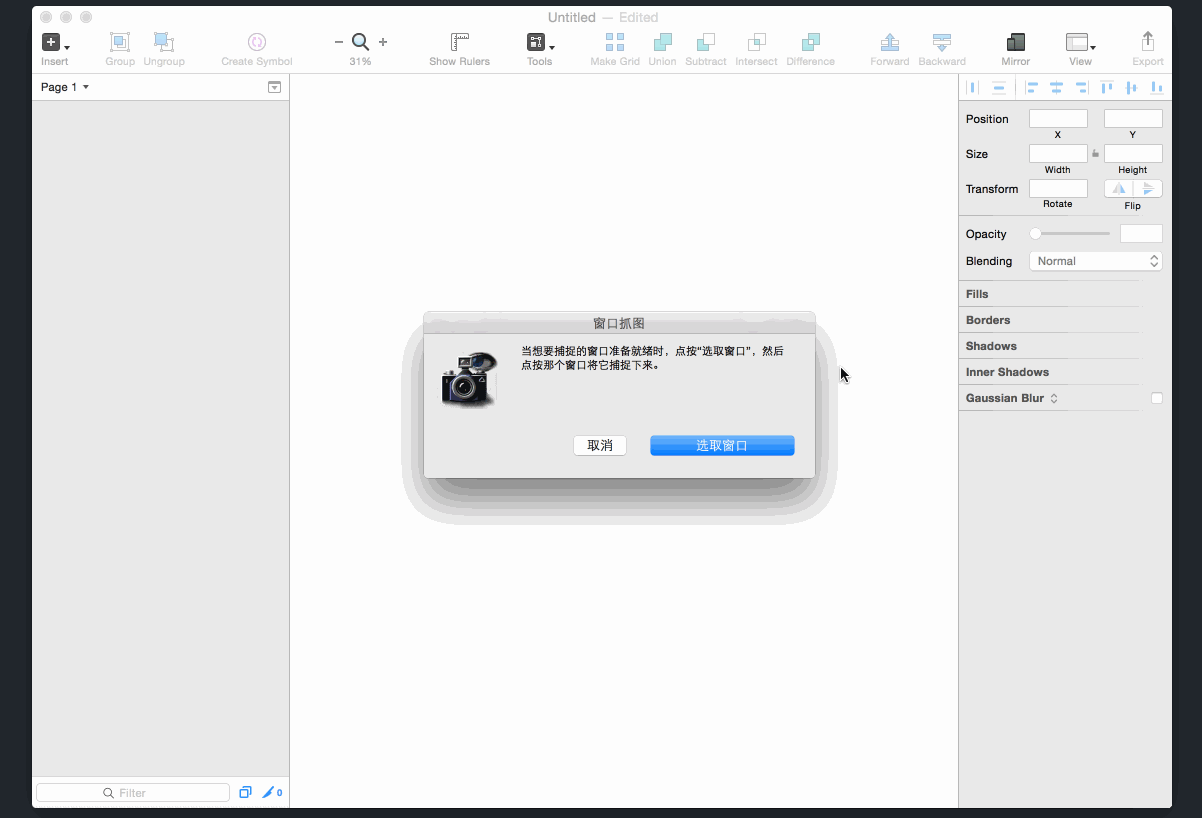 Untitled — Edited
Insert
Group
Ungroup
Create Symbol
31%
Show Rulers
Tools
Make Grid
Union
Subtract
Intersect
Difference
Forward
Backward
Mirror
View
Export
Page 1
Position
X
Y
Size
Width
Height
Transform
Rotate
Flip
Opacity
Blending
Normal
Fills
Borders
Shadows
Inner Shadows
Gaussian Blur
窗口抓图
当想要捕捉的窗口准备就绪时，点按“选取窗口”，然后
点按那个窗口将它捕捉下来。
取消
选取窗口
Filter
0